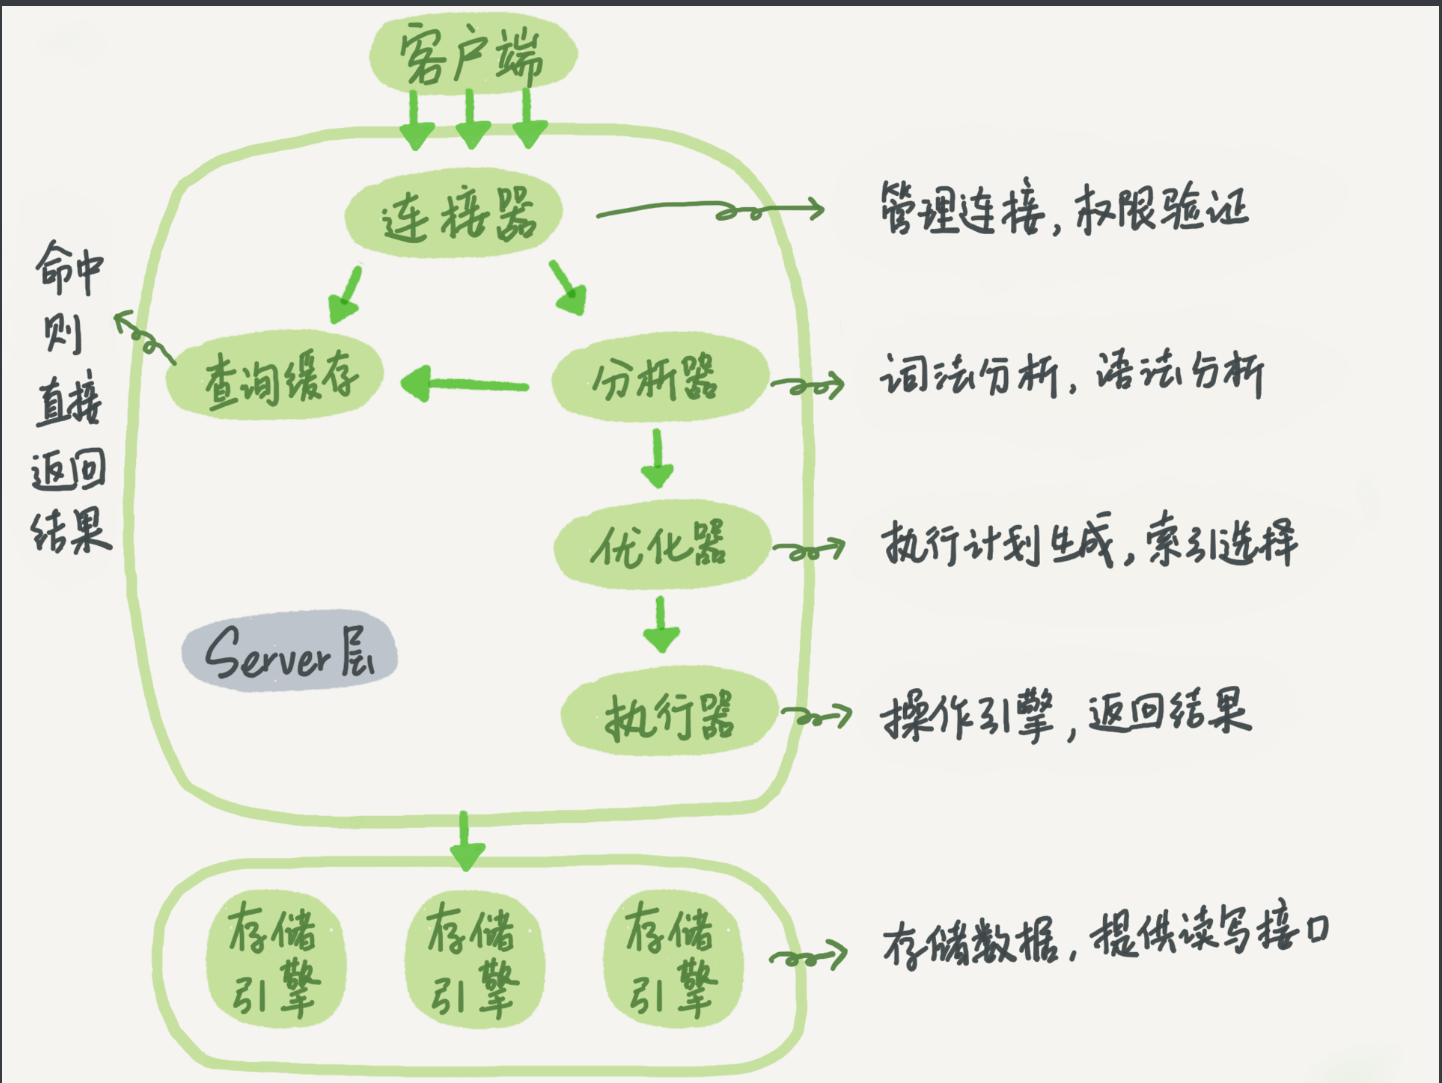 客户端
连接器
管理连接，权限验证
命中
则
直接
返回
结果
查询缓存
分析器
词法分析，语法分析
优化器
执行计划生成，索引选择
Server层
执行器
操作引擎，返回结果
存储
引擎
存储
引擎
存储
引擎
存储数据，提供读写接口